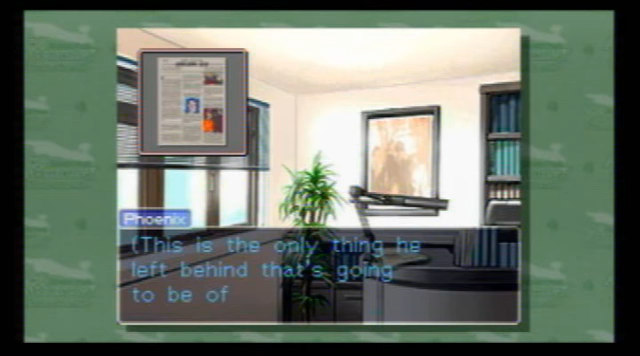 Phoenix
(This is the only thing he
left behind that's going
to be of